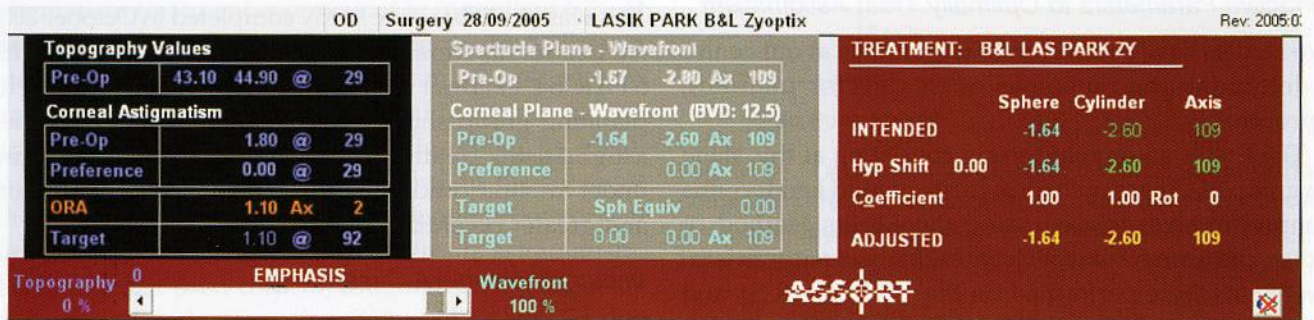 OD Surgery 28/09/2005 LASIK PARK B&L Zyoptix Rev: 2005:0
Topography Values
Pre-Op 43.10 44.90 @ 29
Corneal Astigmatism
Pre-Op 1.80 @ 29
Preference 0.00 @ 29
ORA 1.10 Ax 2
Target 1.10 @ 92
Spectacle Plane - Wavefront
Pre-Op -1.67 -2.80 Ax 109
Corneal Plane - Wavefront (BVD: 12.5)
Pre-Op -1.64 -2.60 Ax 109
Preference 0.00 Ax 109
Target Sph Equiv 0.00
Target 0.00 0.00 Ax 109
TREATMENT: B&L LAS PARK ZY
Sphere Cylinder Axis
INTENDED -1.64 -2.60 109
Hyp Shift 0.00 -1.64 -2.60 109
Coefficient 1.00 1.00 Rot 0
ADJUSTED -1.64 -2.60 109
Topography 0 EMPHASIS Wavefront
0 % 100 %
ASSORT